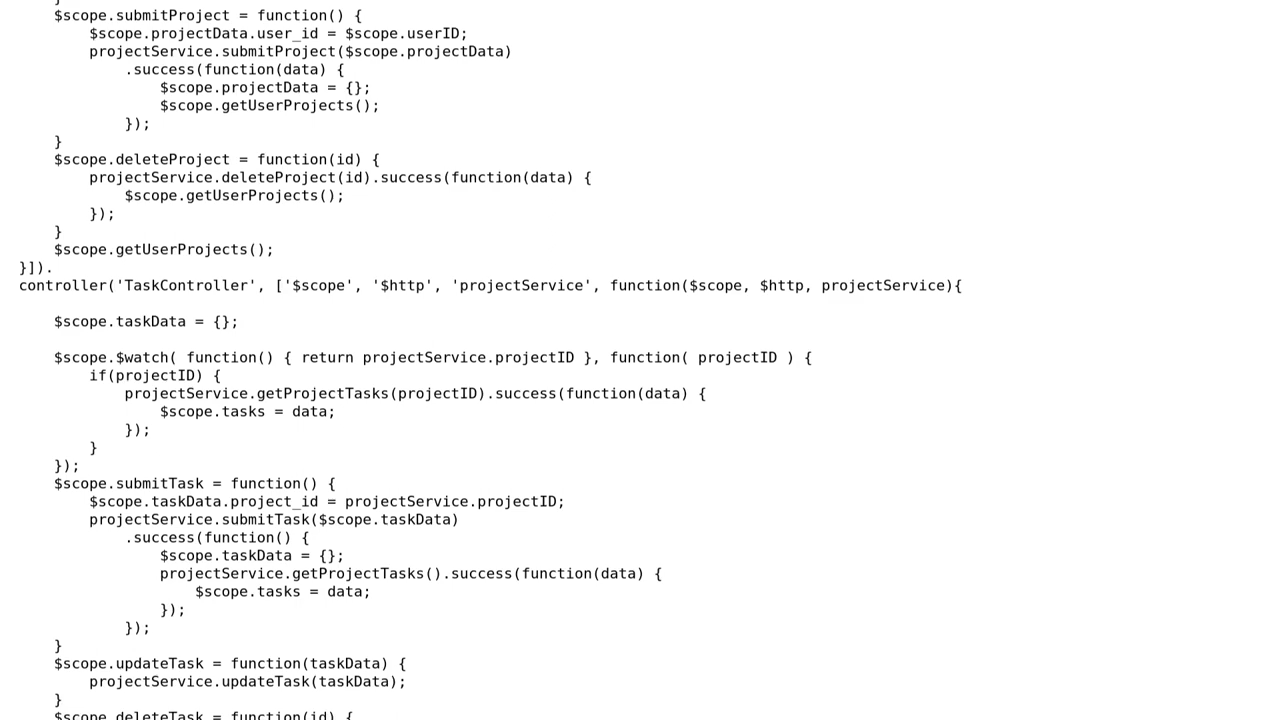 $scope.submitProject = function() {
$scope.projectData.user_id = $scope.userID;
projectService.submitProject($scope.projectData)
.success(function(data) {
$scope.projectData = {};
$scope.getUserProjects();
});
}
$scope.deleteProject = function(id) {
projectService.deleteProject(id).success(function(data) {
$scope.getUserProjects();
});
}
$scope.getUserProjects();
}]).
controller('TaskController', ['$scope', '$http', 'projectService', function($scope, $http, projectService){
$scope.taskData = {};
$scope.$watch( function() { return projectService.projectID }, function( projectID ) {
if(projectID) {
projectService.getProjectTasks(projectID).success(function(data) {
$scope.tasks = data;
});
}
});
$scope.submitTask = function() {
$scope.taskData.project_id = projectService.projectID;
projectService.submitTask($scope.taskData)
.success(function() {
$scope.taskData = {};
projectService.getProjectTasks().success(function(data) {
$scope.tasks = data;
});
});
}
$scope.updateTask = function(taskData) {
projectService.updateTask(taskData);
}
$scope.deleteTask = function(id) {